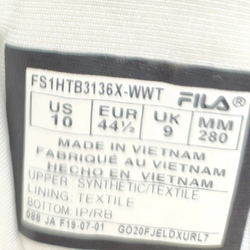 FS1HTB3136X-WWT FILA
US EUR UK MM
10 44½ 9 280
MADE IN VIETNAM
FABRIQUÉ AU VIETNAM
HECHO EN VIETNAM
UPPER: SYNTHETIC/TEXTILE
LINING: TEXTILE
BOTTOM: IP/RB
088 JA F19-07-01 GO20FJELDXURL7